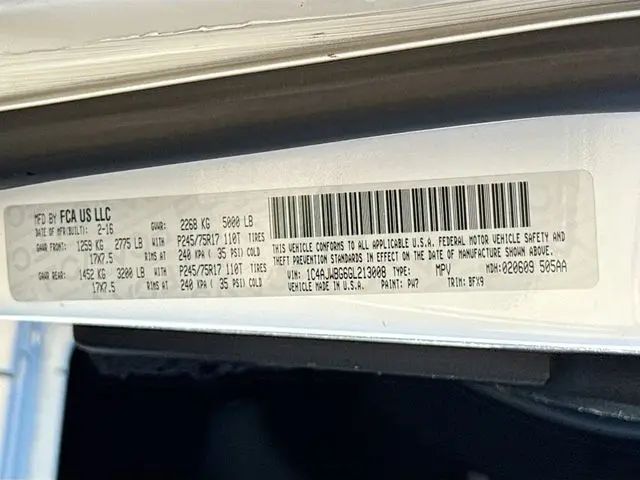 MFD BY FCA US LLC
DATE OF MFR(BUILT): 2-16 GVWR: 2268 KG 5000 LB
GAWR FRONT: 1259 KG 2775 LB WITH P245/75R17 110T TIRES
17X7.5 RIMS AT 240 KPA ( 35 PSI) COLD
GAWR REAR: 1452 KG 3200 LB WITH P245/75R17 110T TIRES
17X7.5 RIMS AT 240 KPA ( 35 PSI) COLD
THIS VEHICLE CONFORMS TO ALL APPLICABLE U.S.A. FEDERAL MOTOR VEHICLE SAFETY AND
THEFT PREVENTION STANDARDS IN EFFECT ON THE DATE OF MANUFACTURE SHOWN ABOVE.
VIN: 1C4AJWBG6GL213008 TYPE: MPV MDH: 020609 505AA
VEHICLE MADE IN U.S.A. PAINT: PW7 TRIM: BFX9